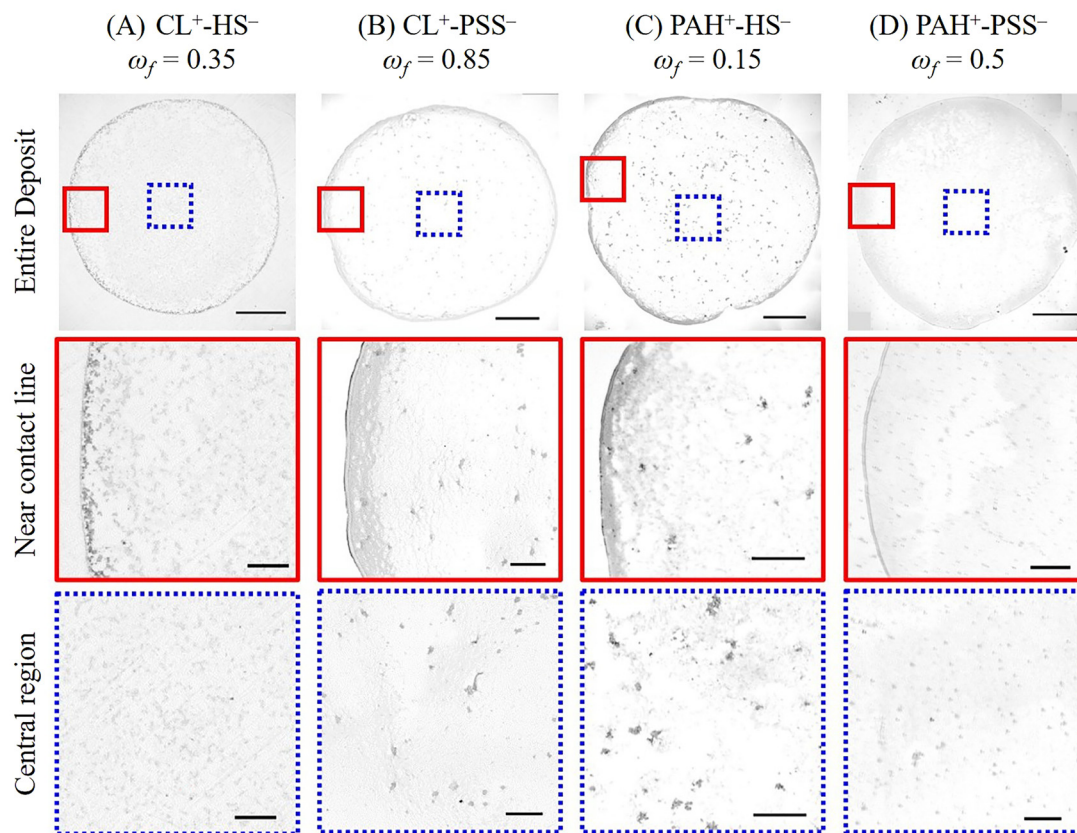 (A) CL⁺-HS⁻
ω_f = 0.35
(B) CL⁺-PSS⁻
ω_f = 0.85
(C) PAH⁺-HS⁻
ω_f = 0.15
(D) PAH⁺-PSS⁻
ω_f = 0.5
Entire Deposit
Near contact line
Central region